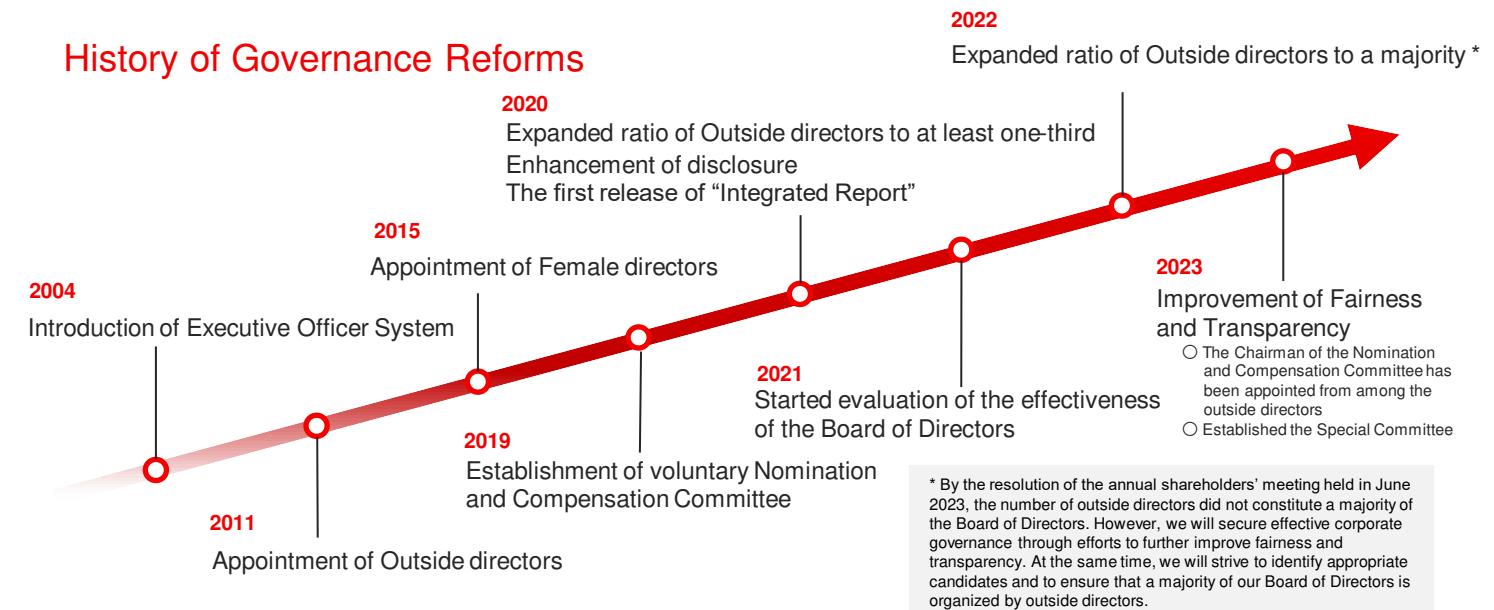 History of Governance Reforms
2004
Introduction of Executive Officer System
2011
Appointment of Outside directors
2015
Appointment of Female directors
2019
Establishment of voluntary Nomination
and Compensation Committee
2020
Expanded ratio of Outside directors to at least one-third
Enhancement of disclosure
The first release of “Integrated Report”
2021
Started evaluation of the effectiveness
of the Board of Directors
2022
Expanded ratio of Outside directors to a majority *
2023
Improvement of Fairness
and Transparency
○ The Chairman of the Nomination
and Compensation Committee has
been appointed from among the
outside directors
○ Established the Special Committee
* By the resolution of the annual shareholders’ meeting held in June
2023, the number of outside directors did not constitute a majority of
the Board of Directors. However, we will secure effective corporate
governance through efforts to further improve fairness and
transparency. At the same time, we will strive to identify appropriate
candidates and to ensure that a majority of our Board of Directors is
organized by outside directors.